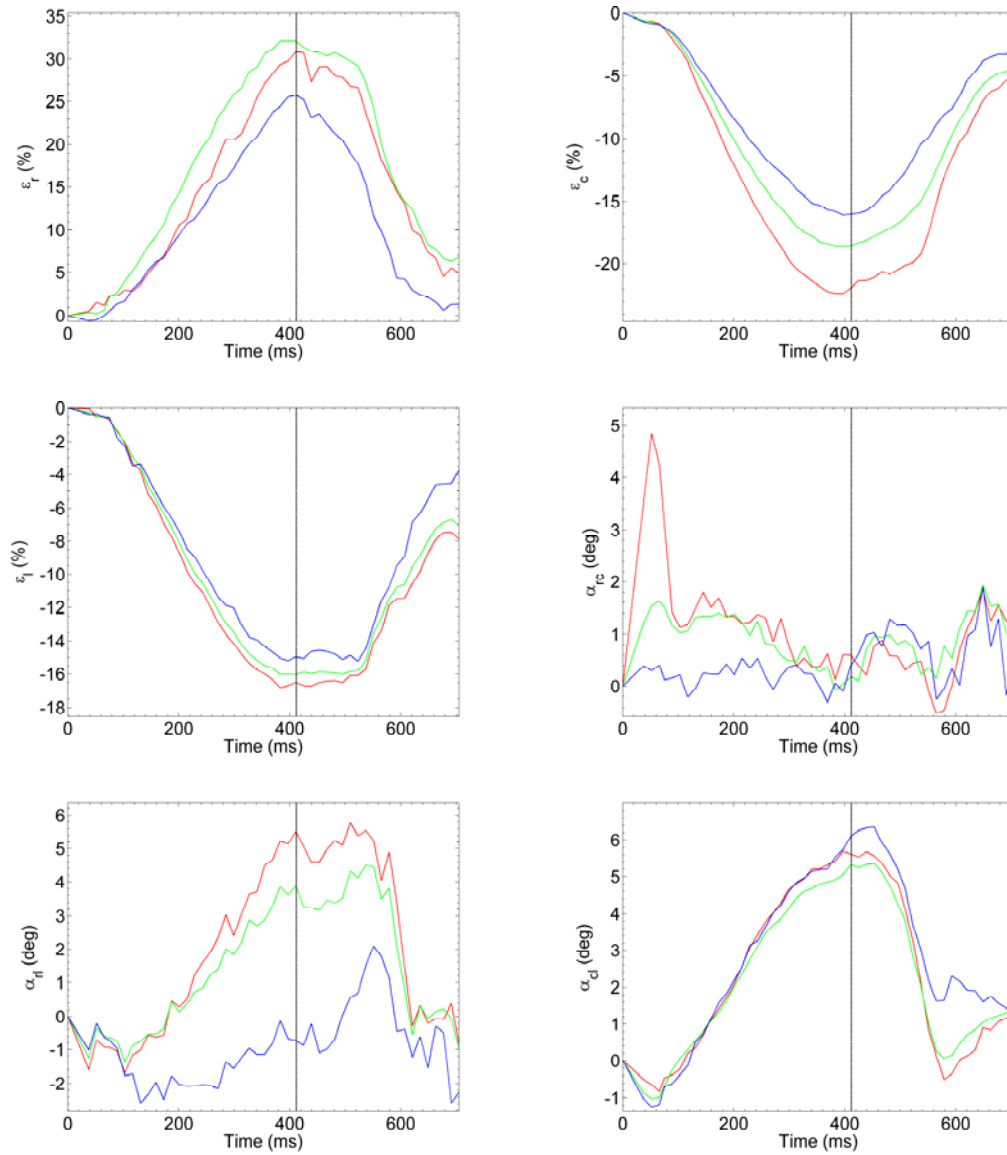 35
30
25
20
15
10
5
0
ε_r (%)
0 200 400 600
Time (ms)
0
-5
-10
-15
-20
ε_c (%)
0 200 400 600
Time (ms)
0
-2
-4
-6
-8
-10
-12
-14
-16
-18
ε_l (%)
0 200 400 600
Time (ms)
5
4
3
2
1
0
α_rc (deg)
0 200 400 600
Time (ms)
6
5
4
3
2
1
0
-1
-2
α_rl (deg)
0 200 400 600
Time (ms)
6
5
4
3
2
1
0
-1
α_cl (deg)
0 200 400 600
Time (ms)